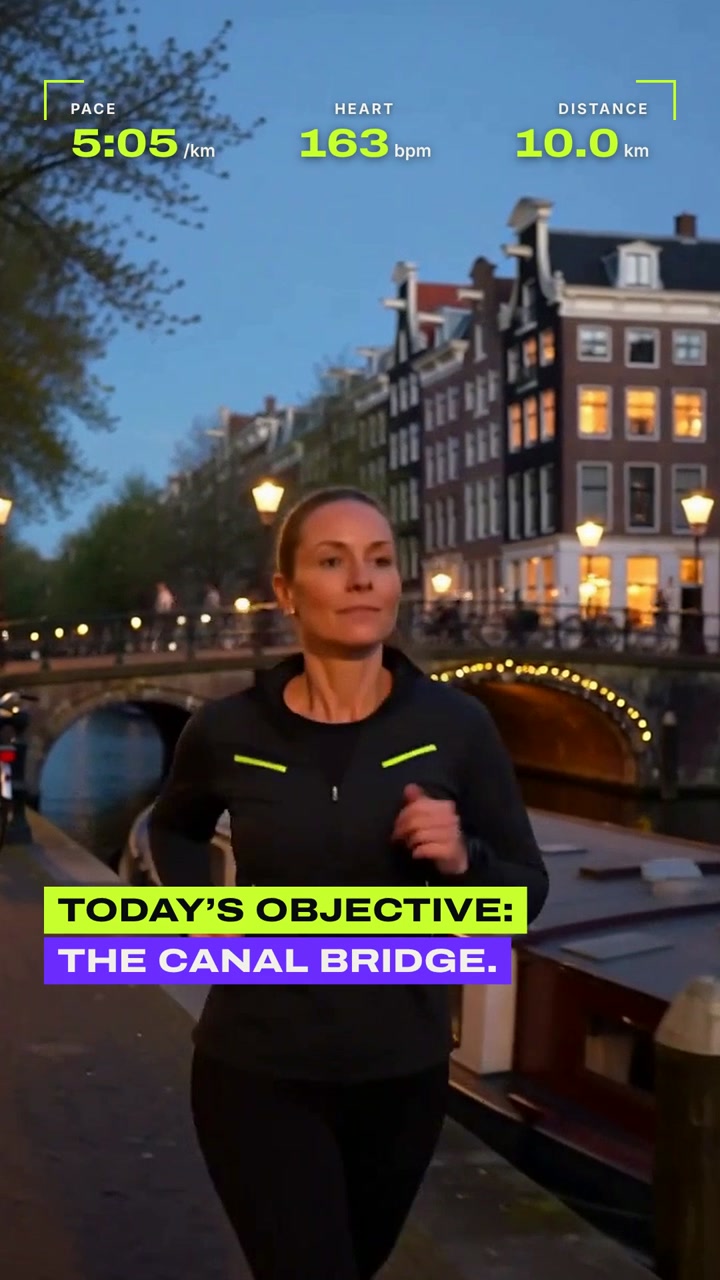 PACE HEART DISTANCE
5:05 /km 163 bpm 10.0 km
TODAY’S OBJECTIVE:
THE CANAL BRIDGE.